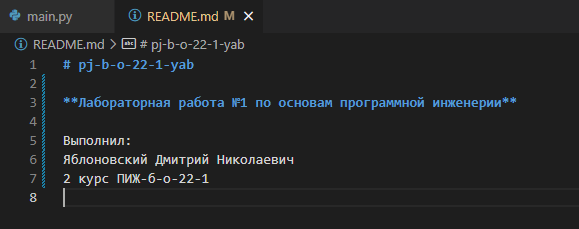 main.py README.md M
README.md > # pj-b-o-22-1-yab
1 # pj-b-o-22-1-yab
2
3 **Лабораторная работа №1 по основам программной инженерии**
4
5 Выполнил:
6 Яблоновский Дмитрий Николаевич
7 2 курс ПИЖ-б-о-22-1
8